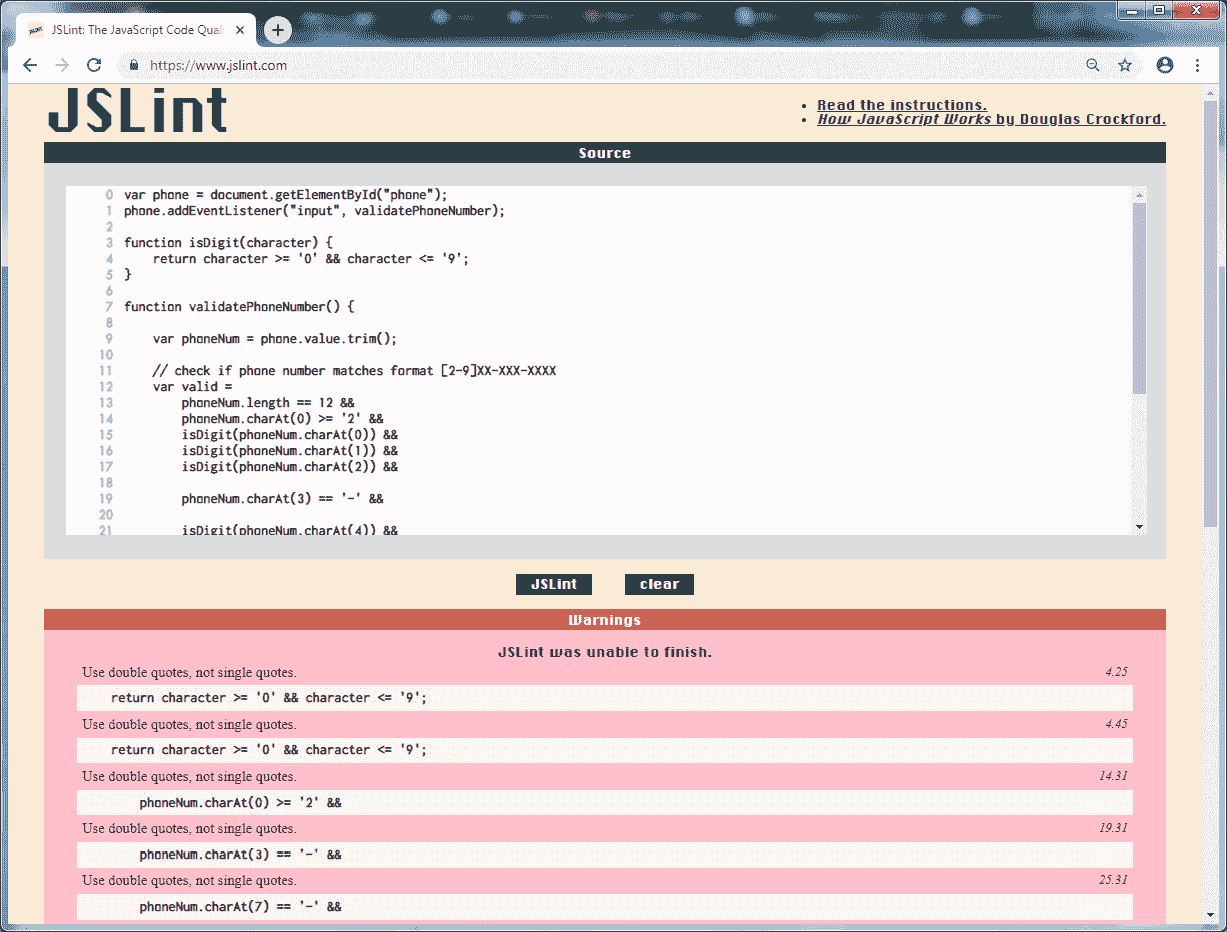 JSLint: The JavaScript Code Qual
https://www.jslint.com
JSLint
Read the instructions.
How JavaScript Works by Douglas Crockford.
Source
0 var phone = document.getElementById("phone");
1 phone.addEventListener("input", validatePhoneNumber);
2
3 function isDigit(character) {
4 return character >= '0' && character <= '9';
5 }
6
7 function validatePhoneNumber() {
8
9 var phoneNum = phone.value.trim();
10
11 // check if phone number matches format [2-9]XX-XXX-XXXX
12 var valid =
13 phoneNum.length == 12 &&
14 phoneNum.charAt(0) >= '2' &&
15 isDigit(phoneNum.charAt(0)) &&
16 isDigit(phoneNum.charAt(1)) &&
17 isDigit(phoneNum.charAt(2)) &&
18
19 phoneNum.charAt(3) == '-' &&
20
21 isDigit(phoneNum.charAt(4)) &&
JSLint clear
Warnings
JSLint was unable to finish.
Use double quotes, not single quotes. 4.25
return character >= '0' && character <= '9';
Use double quotes, not single quotes. 4.45
return character >= '0' && character <= '9';
Use double quotes, not single quotes. 14.31
phoneNum.charAt(0) >= '2' &&
Use double quotes, not single quotes. 19.31
phoneNum.charAt(3) == '-' &&
Use double quotes, not single quotes. 25.31
phoneNum.charAt(7) == '-' &&